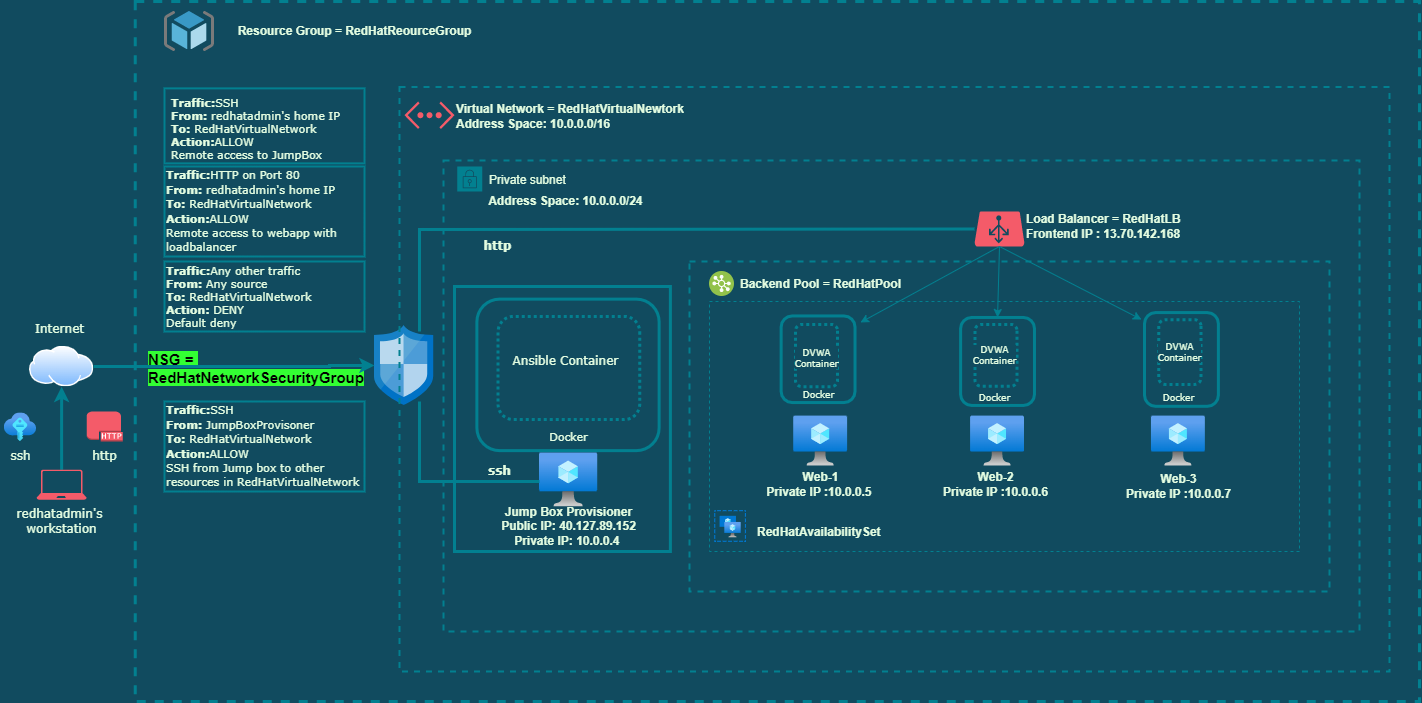 Resource Group = RedHatReourceGroup
Traffic:SSH
From: redhatadmin's home IP
To: RedHatVirtualNetwork
Action:ALLOW
Remote access to JumpBox
Traffic:HTTP on Port 80
From: redhatadmin's home IP
To: RedHatVirtualNetwork
Action:ALLOW
Remote access to webapp with
loadbalancer
Traffic:Any other traffic
From: Any source
To: RedHatVirtualNetwork
Action: DENY
Default deny
Internet
NSG =
RedHatNetworkSecurityGroup
Traffic:SSH
From: JumpBoxProvisoner
To: RedHatVirtualNetwork
Action:ALLOW
SSH from Jump box to other
resources in RedHatVirtualNetwork
ssh
HTTP
http
redhatadmin's
workstation
Virtual Network = RedHatVirtualNewtork
Address Space: 10.0.0.0/16
Private subnet
Address Space: 10.0.0.0/24
http
Load Balancer = RedHatLB
Frontend IP : 13.70.142.168
Ansible Container
Docker
ssh
Jump Box Provisioner
Public IP: 40.127.89.152
Private IP: 10.0.0.4
Backend Pool = RedHatPool
DVWA
Container
Docker
Web-1
Private IP :10.0.0.5
DVWA
Container
Docker
Web-2
Private IP :10.0.0.6
DVWA
Container
Docker
Web-3
Private IP :10.0.0.7
RedHatAvailabilitySet